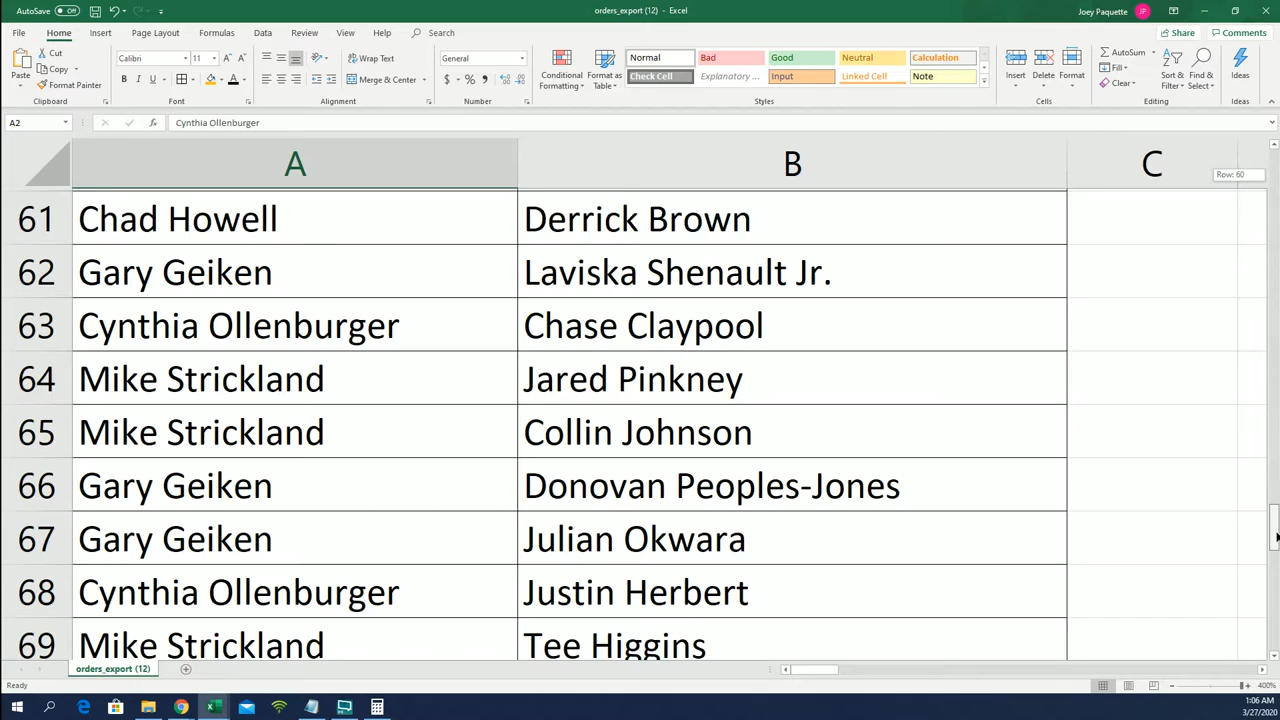 AutoSave Off
orders_export (12) - Excel
Joey Paquette JP
File Home Insert Page Layout Formulas Data Review View Help Search
Share Comments
Paste
Cut
Copy
Format Painter
Clipboard
Calibri 11
B I U
Font
Wrap Text
Merge & Center
Alignment
General
$ % ,
Number
Conditional Formatting
Format as Table
Normal Bad Good Neutral Calculation
Check Cell Explanatory ... Input Linked Cell Note
Styles
Insert Delete Format
Cells
AutoSum
Fill
Clear
Sort & Filter
Find & Select
Editing
Ideas
Ideas
A2 fx Cynthia Ollenburger
A B C
Row: 60
61 Chad Howell Derrick Brown
62 Gary Geiken Laviska Shenault Jr.
63 Cynthia Ollenburger Chase Claypool
64 Mike Strickland Jared Pinkney
65 Mike Strickland Collin Johnson
66 Gary Geiken Donovan Peoples-Jones
67 Gary Geiken Julian Okwara
68 Cynthia Ollenburger Justin Herbert
69 Mike Strickland Tee Higgins
orders_export (12)
Ready
400%
1:06 AM
3/27/2020